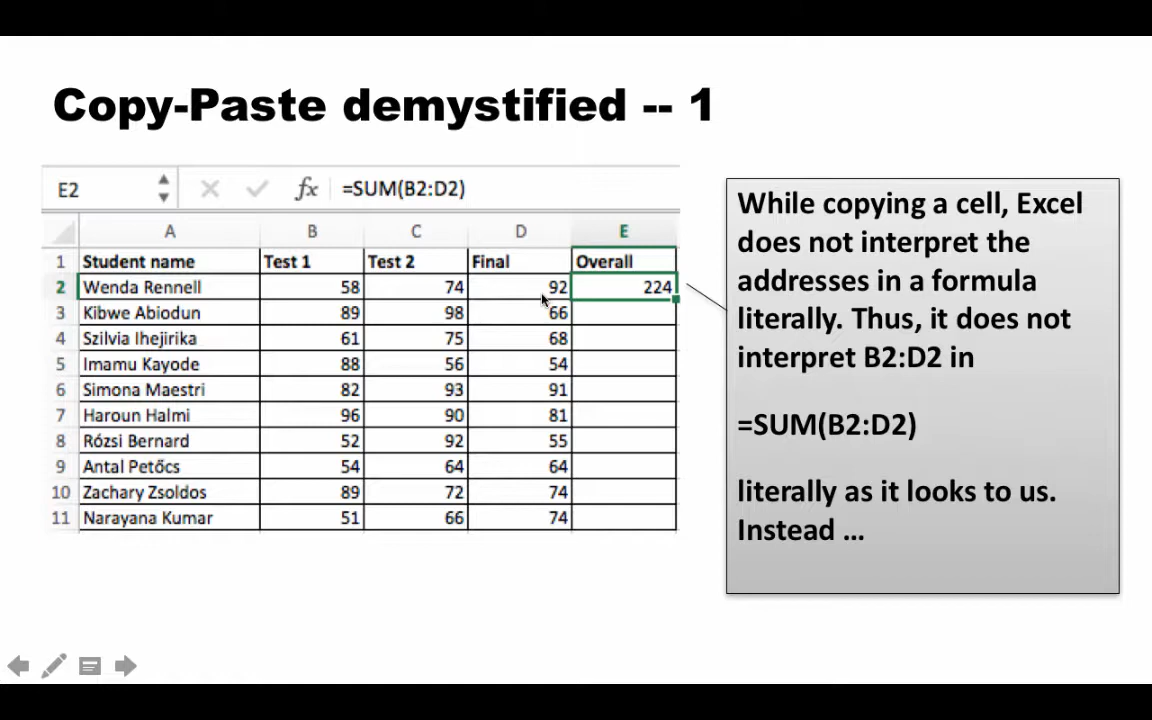 Copy-Paste demystified -- 1
E2 fx =SUM(B2:D2)
A B C D E
1 Student name Test 1 Test 2 Final Overall
2 Wenda Rennell 58 74 92 224
3 Kibwe Abiodun 89 98 66
4 Szilvia Ihejirika 61 75 68
5 Imamu Kayode 88 56 54
6 Simona Maestri 82 93 91
7 Haroun Halmi 96 90 81
8 Rózsi Bernard 52 92 55
9 Antal Petőcs 54 64 64
10 Zachary Zsoldos 89 72 74
11 Narayana Kumar 51 66 74
While copying a cell, Excel
does not interpret the
addresses in a formula
literally. Thus, it does not
interpret B2:D2 in
=SUM(B2:D2)
literally as it looks to us.
Instead …